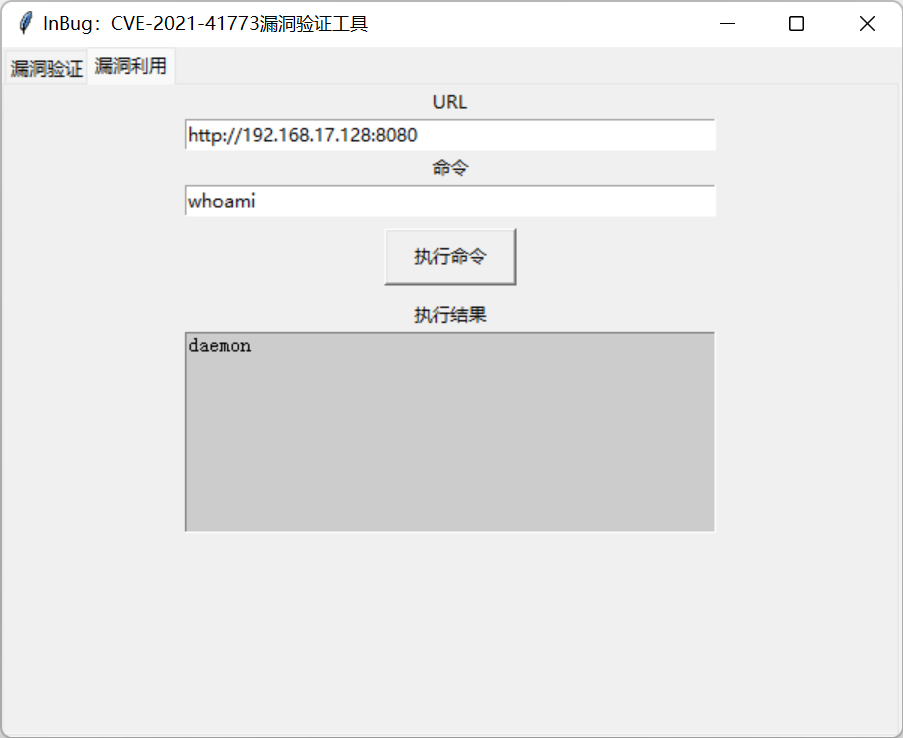 InBug：CVE-2021-41773漏洞验证工具
漏洞验证 漏洞利用
URL
http://192.168.17.128:8080
命令
whoami
执行命令
执行结果
daemon